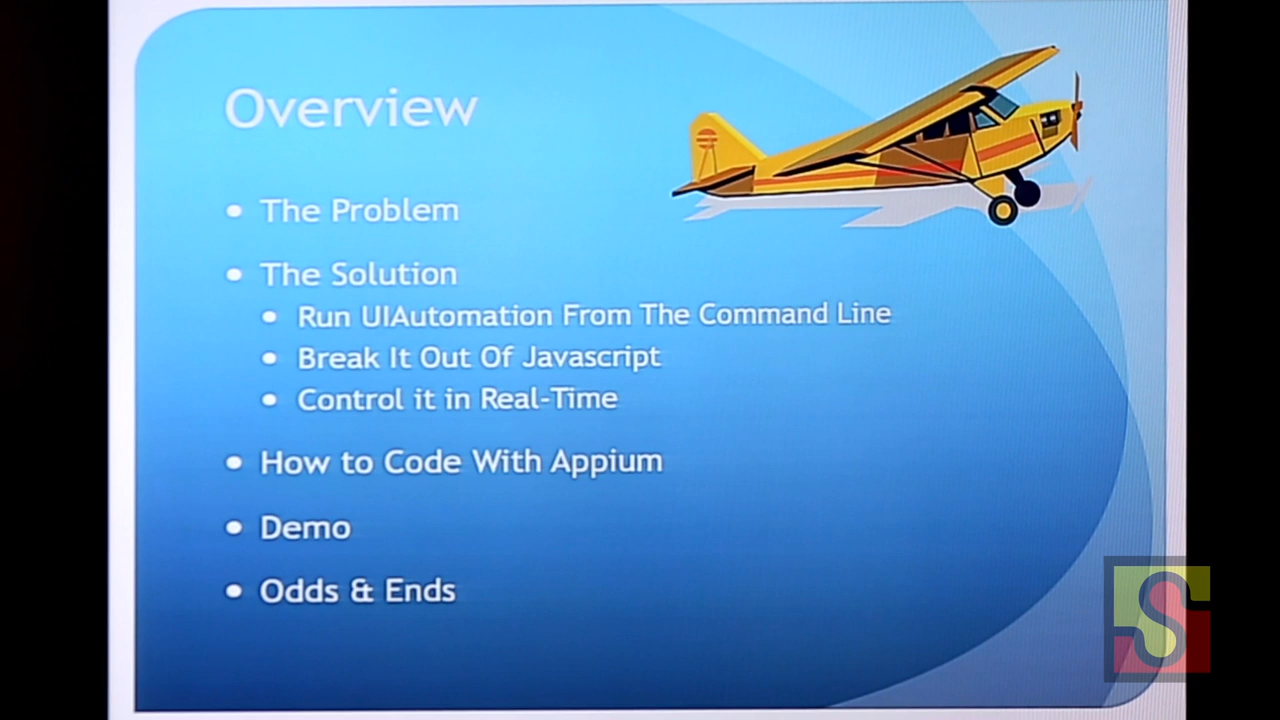 Overview
The Problem
The Solution
Run UIAutomation From The Command Line
Break It Out Of Javascript
Control it in Real-Time
How to Code With Appium
Demo
Odds & Ends
S